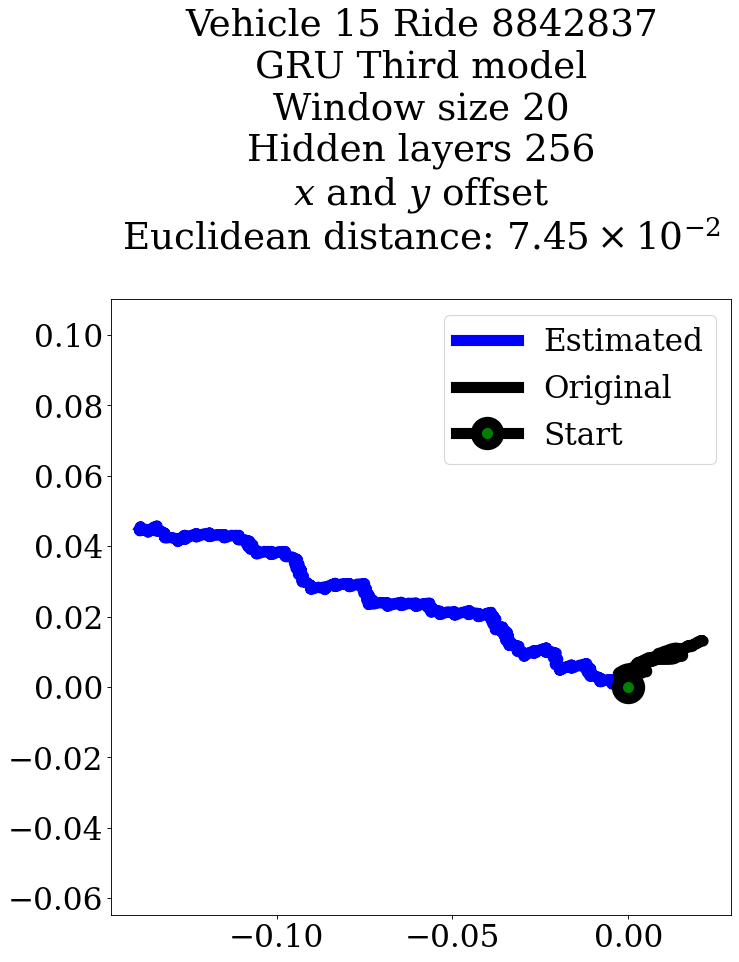 Vehicle 15 Ride 8842837
GRU Third model
Window size 20
Hidden layers 256
x and y offset
Euclidean distance: 7.45 × 10⁻²
Estimated
Original
Start
0.10
0.08
0.06
0.04
0.02
0.00
−0.02
−0.04
−0.06
−0.10
−0.05
0.00